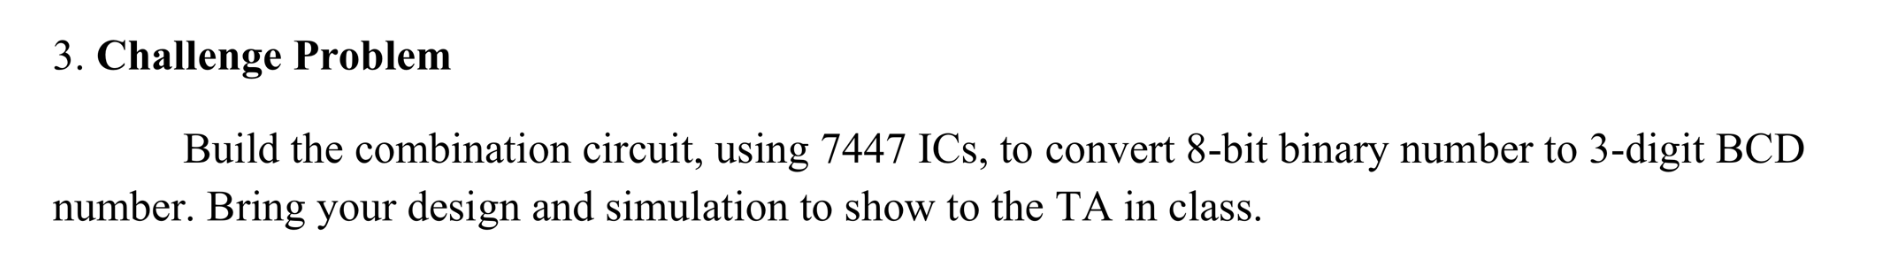 3. Challenge Problem
Build the combination circuit, using 7447 ICs, to convert 8-bit binary number to 3-digit BCD
number. Bring your design and simulation to show to the TA in class.